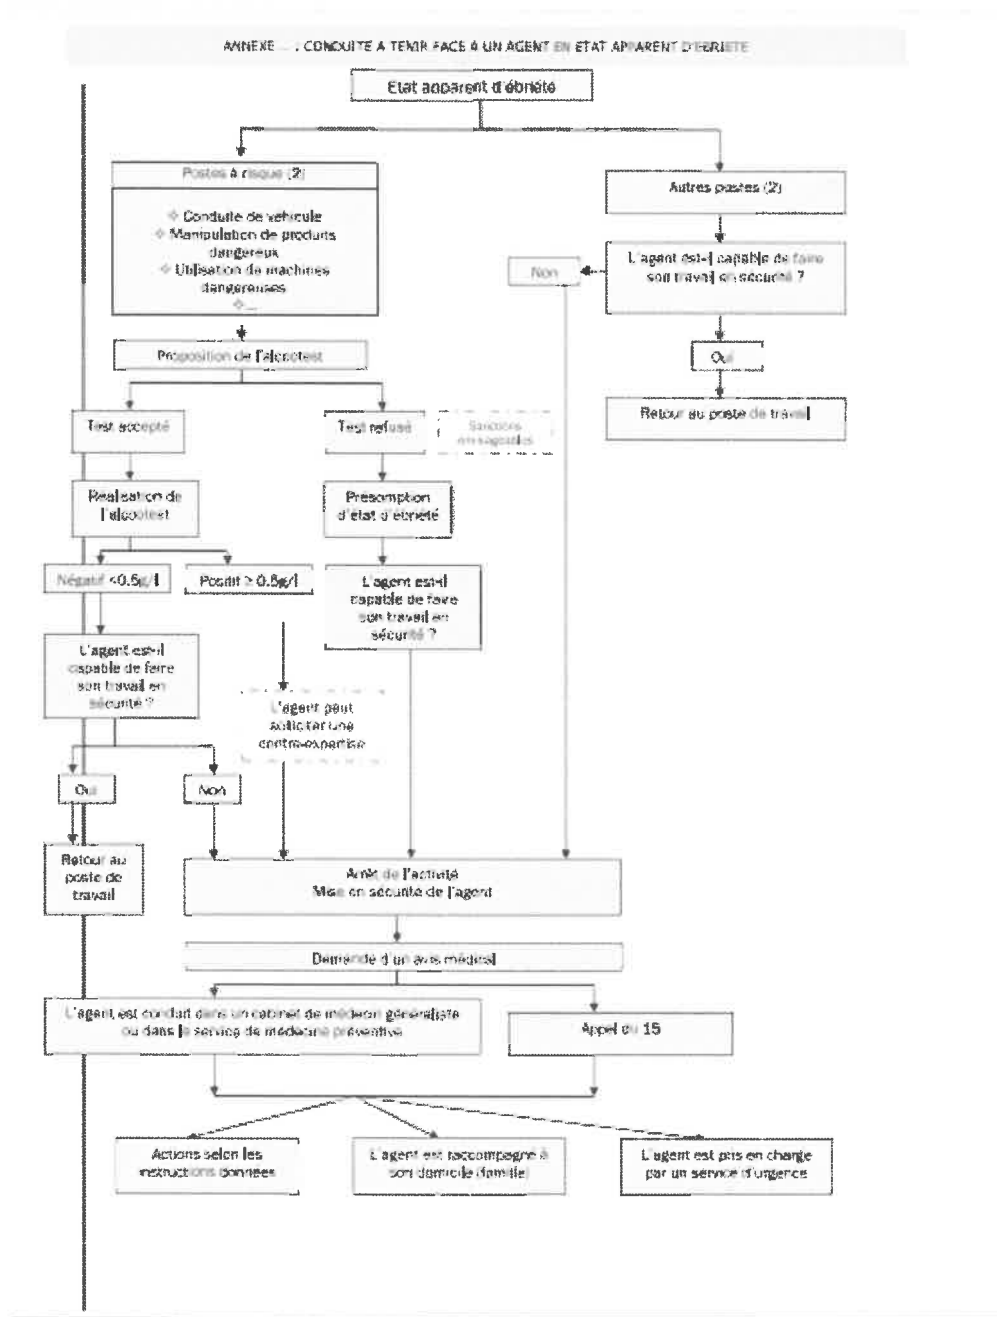 ANNEXE ... : CONDUITE A TENIR FACE A UN AGENT EN ETAT APPARENT D'EBRIETE
Etat apparent d'ébriété
Postes à risque (2)
❖ Conduite de véhicule
❖ Manipulation de produits
dangereux
❖ Utilisation de machines
dangereuses
❖ ...
Autres postes (2)
L'agent est-il capable de faire
son travail en sécurité ?
Non
Oui
Retour au poste de travail
Proposition de l'alcootest
Test accepté
Test refusé
Sanctions
envisageables
Réalisation de
l'alcootest
Présomption
d'état d'ébriété
Négatif <0.5g/l
Positif ≥ 0.5g/l
L'agent est-il
capable de faire
son travail en
sécurité ?
L'agent est-il
capable de faire
son travail en
sécurité ?
L'agent peut
solliciter une
contre-expertise
Oui
Non
Retour au
poste de
travail
Arrêt de l'activité
Mise en sécurité de l'agent
Demande d'un avis médical
L'agent est conduit dans un cabinet de médecin généraliste
ou dans le service de médecine préventive
Appel du 15
Actions selon les
instructions données
L'agent est raccompagné à
son domicile (famille)
L'agent est pris en charge
par un service d'urgence